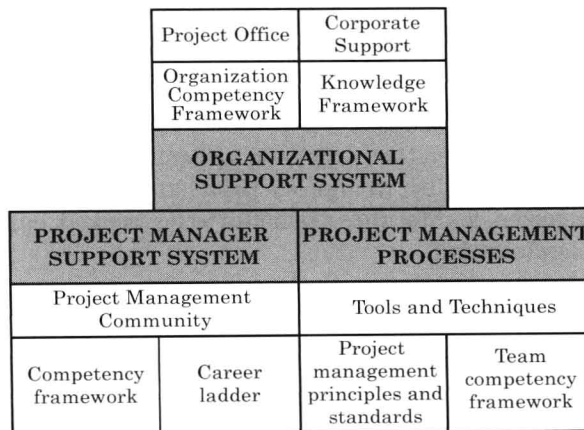 Project Office
Corporate
Support
Organization
Competency
Framework
Knowledge
Framework
ORGANIZATIONAL
SUPPORT SYSTEM
PROJECT MANAGER
SUPPORT SYSTEM
PROJECT MANAGEMENT
PROCESSES
Project Management
Community
Tools and Techniques
Competency
framework
Career
ladder
Project
management
principles and
standards
Team
competency
framework